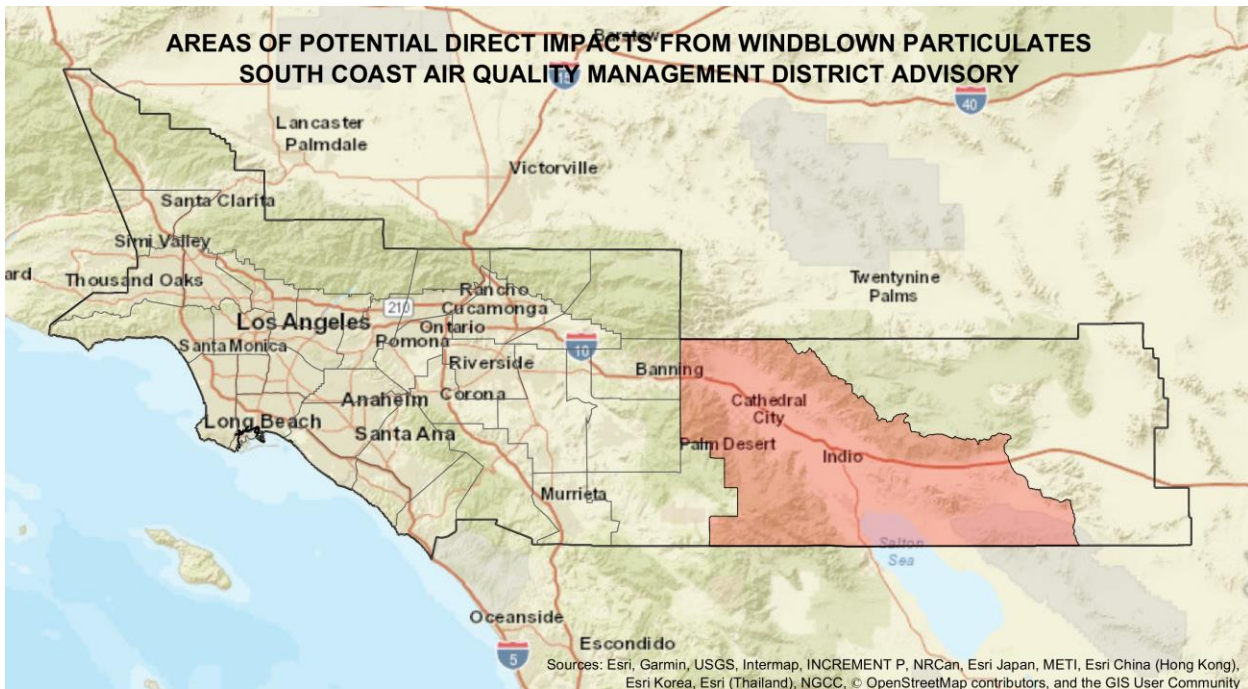 AREAS OF POTENTIAL DIRECT IMPACTS FROM WINDBLOWN PARTICULATES
Barstow
SOUTH COAST AIR QUALITY MANAGEMENT DISTRICT ADVISORY
15
40
Lancaster
Palmdale
Victorville
Santa Clarita
Simi Valley
ard
Thousand Oaks
Twentynine
Palms
Rancho
Cucamonga
210
Los Angeles
Ontario
Santa Monica
Pomona
10
Riverside
Banning
Anaheim
Corona
Cathedral
City
Long Beach
Santa Ana
Palm Desert
Indio
Murrieta
Salton
Sea
Oceanside
Escondido
5
Sources: Esri, Garmin, USGS, Intermap, INCREMENT P, NRCan, Esri Japan, METI, Esri China (Hong Kong),
Esri Korea, Esri (Thailand), NGCC, © OpenStreetMap contributors, and the GIS User Community